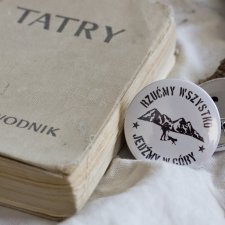 TATRY
WODNIK
RZUĆMY WSZYSTKO
JEDŹMY W GÓRY